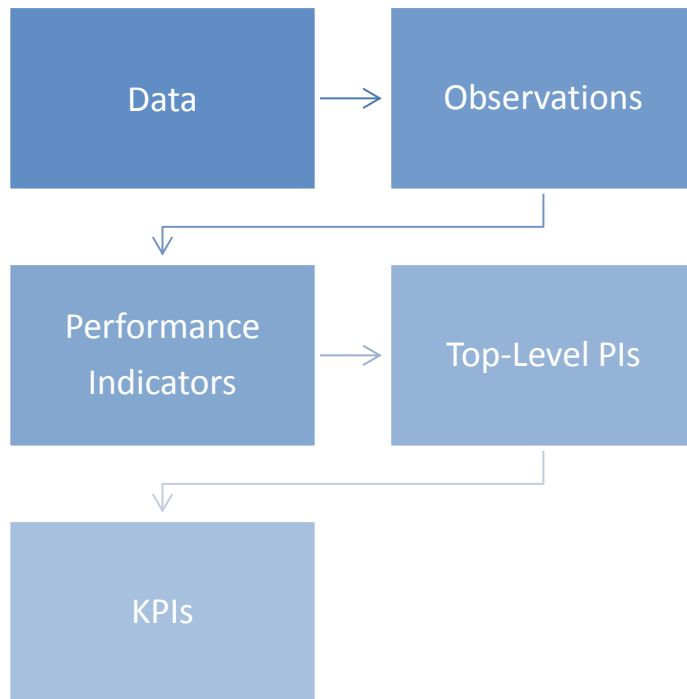 Data
Observations
Performance
Indicators
Top-Level PIs
KPIs